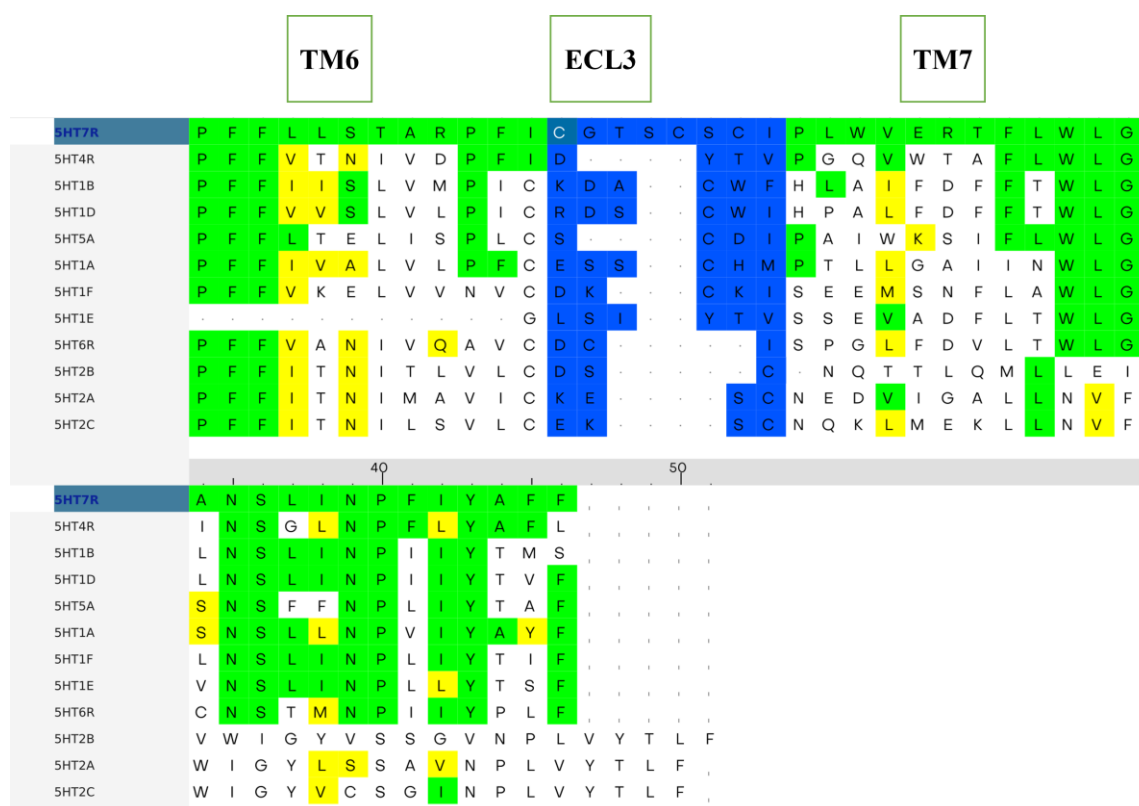 TM6 ECL3 TM7
5HT7R P F F L L S T A R P F I C G T S C S C I P L W V E R T F L W L G
5HT4R P F F V T N I V D P F I D · · · · Y T V P G Q V W T A F L W L G
5HT1B P F F I I S L V M P I C K D A · · C W F H L A I F D F F T W L G
5HT1D P F F V V S L V L P I C R D S · · C W I H P A L F D F F T W L G
5HT5A P F F L T E L I S P L C S · · · · C D I P A I W K S I F L W L G
5HT1A P F F I V A L V L P F C E S S · · C H M P T L L G A I I N W L G
5HT1F P F F V K E L V V N V C D K · · · C K I S E E M S N F L A W L G
5HT1E · · · · · · · · · · · G L S I · · Y T V S S E V A D F L T W L G
5HT6R P F F V A N I V Q A V C D C · · · · · I S P G L F D V L T W L G
5HT2B P F F I T N I T L V L C D S · · · · · C · N Q T T L Q M L L E I
5HT2A P F F I T N I M A V I C K E · · · · S C N E D V I G A L L N V F
5HT2C P F F I T N I L S V L C E K · · · · S C N Q K L M E K L L N V F
40 50
5HT7R A N S L I N P F I Y A F F
5HT4R I N S G L N P F L Y A F L
5HT1B L N S L I N P I I Y T M S
5HT1D L N S L I N P I I Y T V F
5HT5A S N S F F N P L I Y T A F
5HT1A S N S L L N P V I Y A Y F
5HT1F L N S L I N P L I Y T I F
5HT1E V N S L I N P L L Y T S F
5HT6R C N S T M N P I I Y P L F
5HT2B V W I G Y V S S G V N P L V Y T L F
5HT2A W I G Y L S S A V N P L V Y T L F
5HT2C W I G Y V C S G I N P L V Y T L F